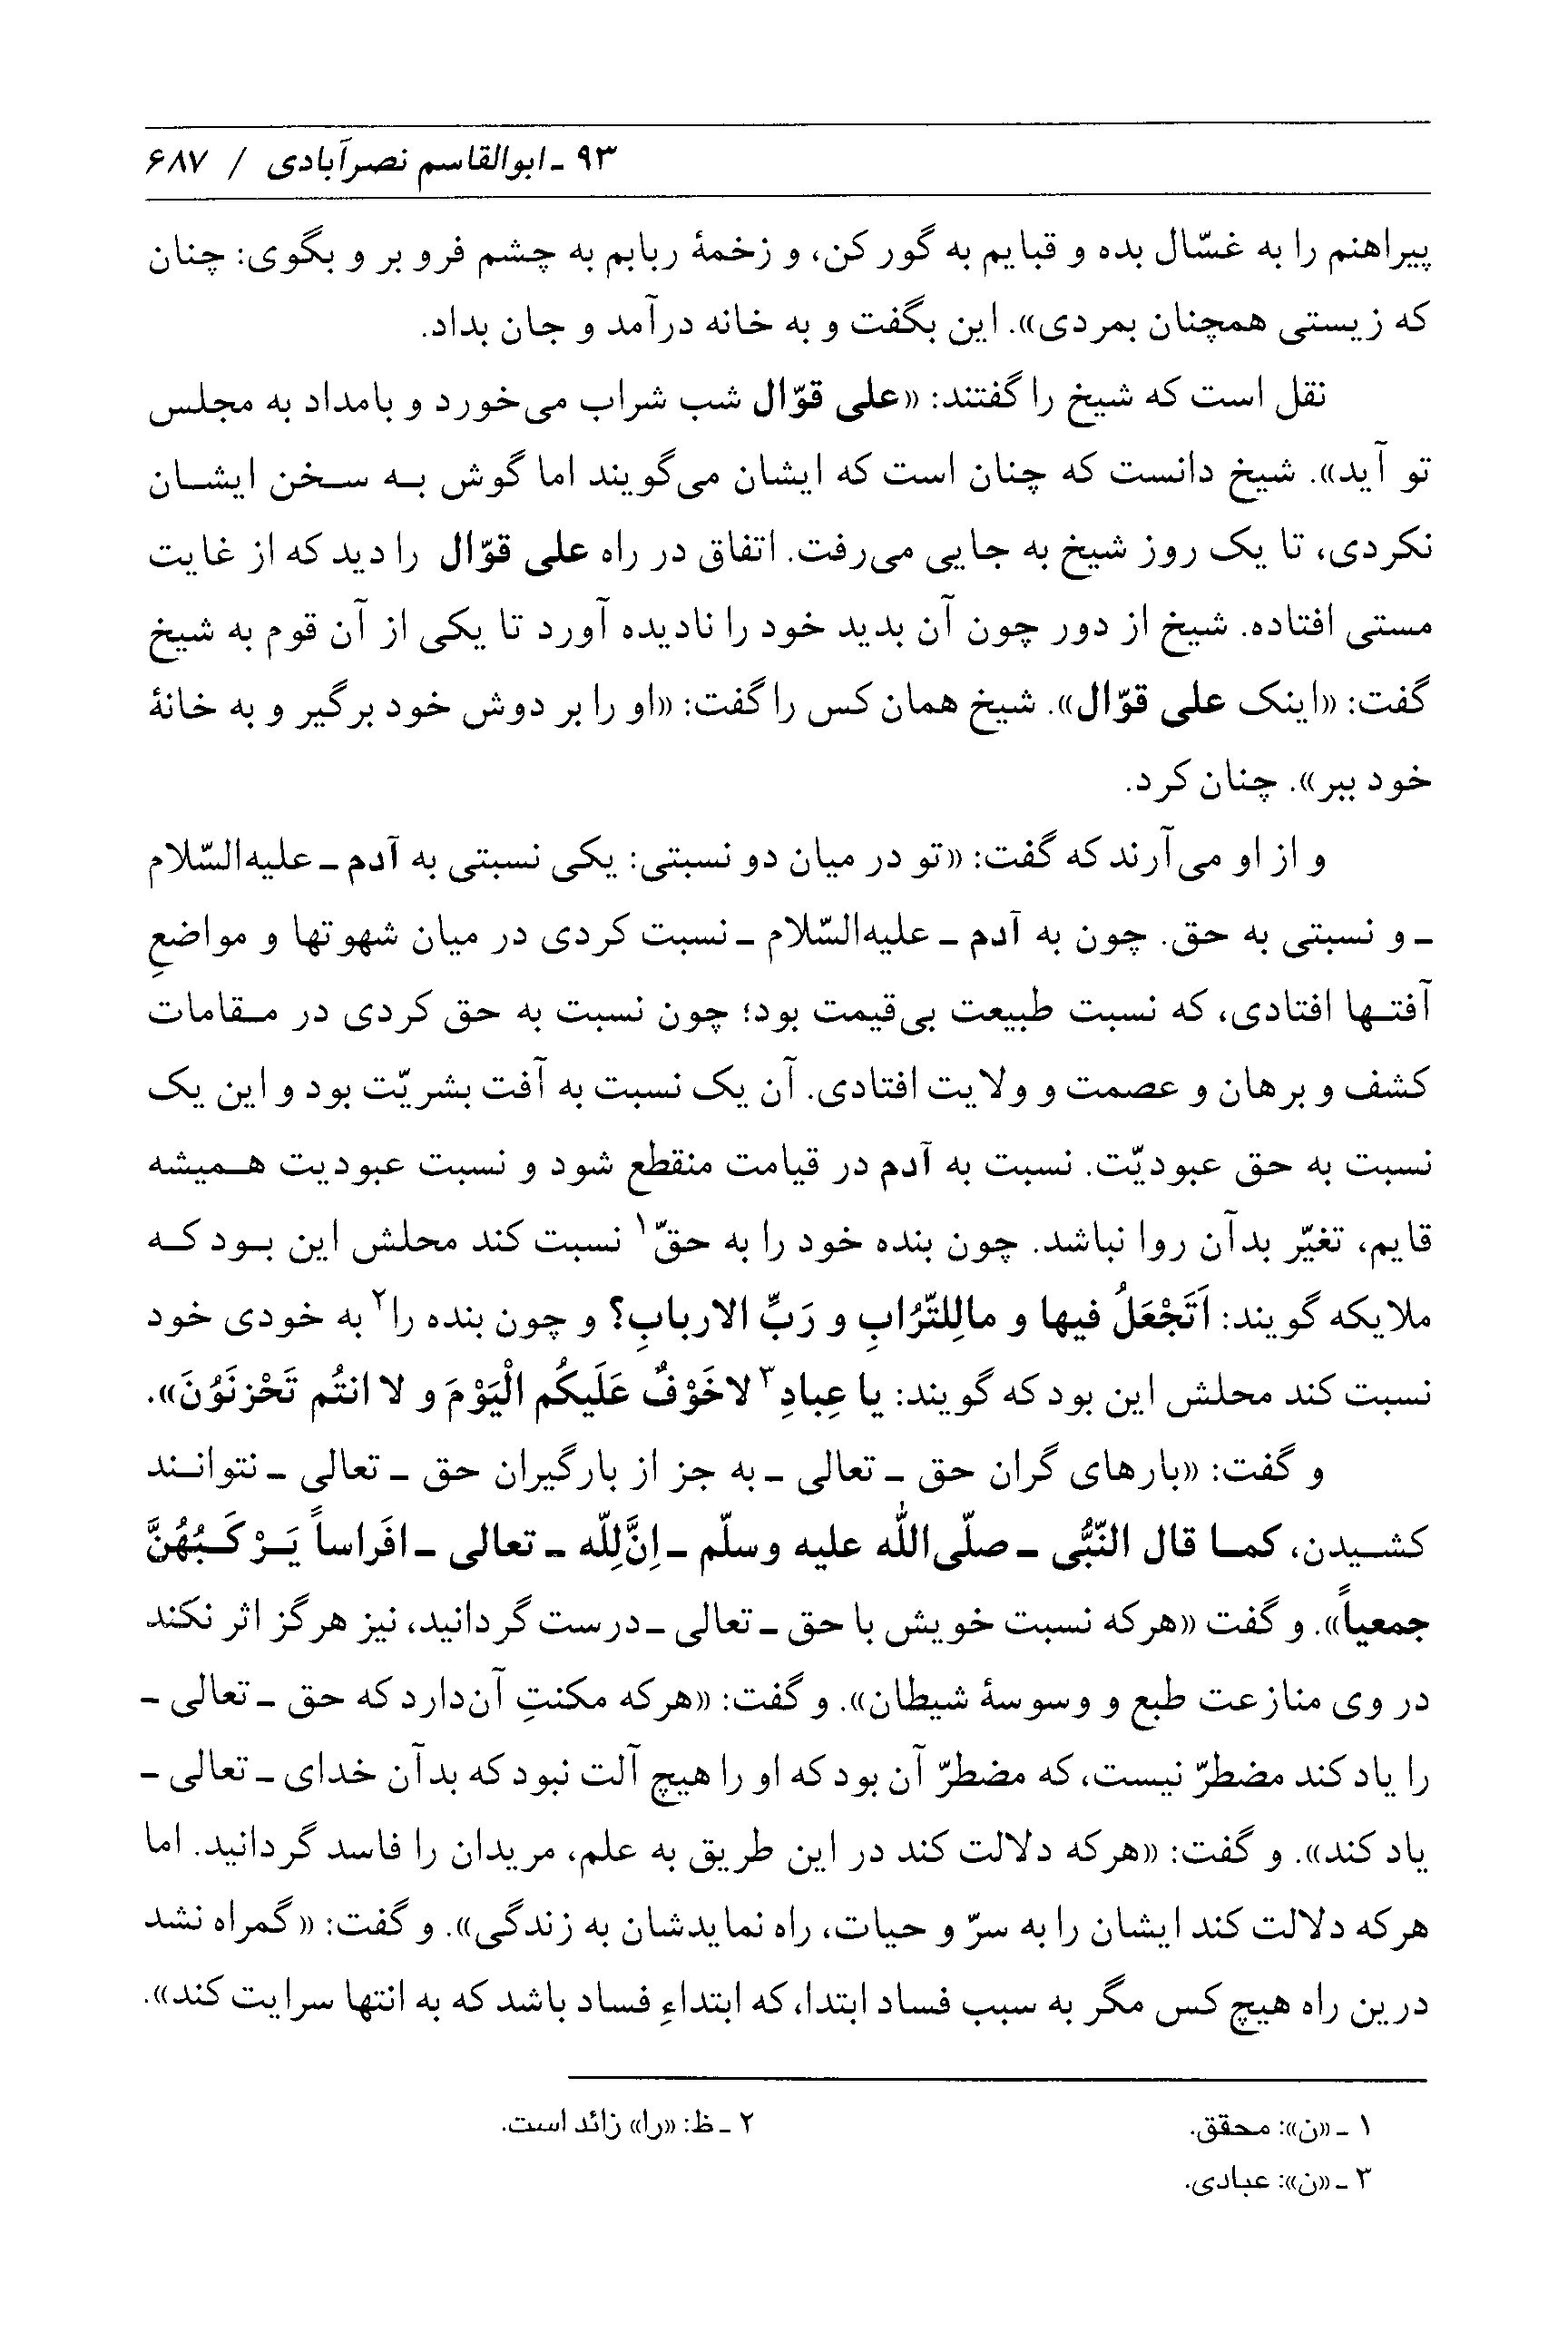 ۹۳ ـ ابوالقاسم نصرآبادی / ۶۸۷
پیراهنم را به غسّال بده و قبایم به گور کن، و زخمهٔ ربابم به چشم فرو بر و بگوی: چنان
که زیستی همچنان بمردی». این بگفت و به خانه درآمد و جان بداد.
نقل است که شیخ را گفتند: «علی قوّال شب شراب می‌خورد و بامداد به مجلس
تو آید». شیخ دانست که چنان است که ایشان می‌گویند اما گوش به سخن ایشان
نکردی، تا یک روز شیخ به جایی می‌رفت. اتفاق در راه علی قوّال را دید که از غایت
مستی افتاده. شیخ از دور چون آن بدید خود را نادیده آورد تا یکی از آن قوم به شیخ
گفت: «اینک علی قوّال». شیخ همان کس را گفت: «او را بر دوش خود برگیر و به خانهٔ
خود ببر». چنان کرد.
و از او می‌آرند که گفت: «تو در میان دو نسبتی: یکی نسبتی به آدم ـ علیه‌السّلام
ـ و نسبتی به حق. چون به آدم ـ علیه‌السّلام ـ نسبت کردی در میان شهوتها و مواضعِ
آفتها افتادی، که نسبت طبیعت بی‌قیمت بود؛ چون نسبت به حق کردی در مقامات
کشف و برهان و عصمت و ولایت افتادی. آن یک نسبت به آفت بشریّت بود و این یک
نسبت به حق عبودیّت. نسبت به آدم در قیامت منقطع شود و نسبت عبودیت همیشه
قایم، تغیّر بدآن روا نباشد. چون بنده خود را به حقّ۱ نسبت کند محلش این بود که
ملایکه گویند: اَتَجْعَلُ فیها و مالِلتّرُابِ و رَبِّ الاربابِ؟ و چون بنده را۲ به خودی خود
نسبت کند محلش این بود که گویند: یا عِبادِ۳ لاخَوْفٌ عَلَیکُم الْیَوْمَ و لا انتُم تَحْزنَوُنَ».
و گفت: «بارهای گران حق ـ تعالی ـ به جز از بارگیران حق ـ تعالی ـ نتوانند
کشیدن، کما قال النّبُّی ـ صلّی‌الله علیه وسلّم ـ اِنَّ‌لِلّه ـ تعالی ـ افَراساً یَرْکَبُهُنَّ
جمعیاً». و گفت «هرکه نسبت خویش با حق ـ تعالی ـ درست گردانید، نیز هرگز اثر نکند
در وی منازعت طبع و وسوسهٔ شیطان». و گفت: «هرکه مکنتِ آن‌دارد که حق ـ تعالی ـ
را یاد کند مضطرّ نیست، که مضطرّ آن بود که او را هیچ آلت نبود که بدآن خدای ـ تعالی ـ
یاد کند». و گفت: «هرکه دلالت کند در این طریق به علم، مریدان را فاسد گردانید. اما
هرکه دلالت کند ایشان را به سرّ و حیات، راه نمایدشان به زندگی». و گفت: «گمراه نشد
درین راه هیچ کس مگر به سبب فساد ابتدا، که ابتداءِ فساد باشد که به انتها سرایت کند».
۱ ـ «ن»: محقق.
۲ ـ ظ: «را» زائد است.
۳ ـ «ن»: عبادی.